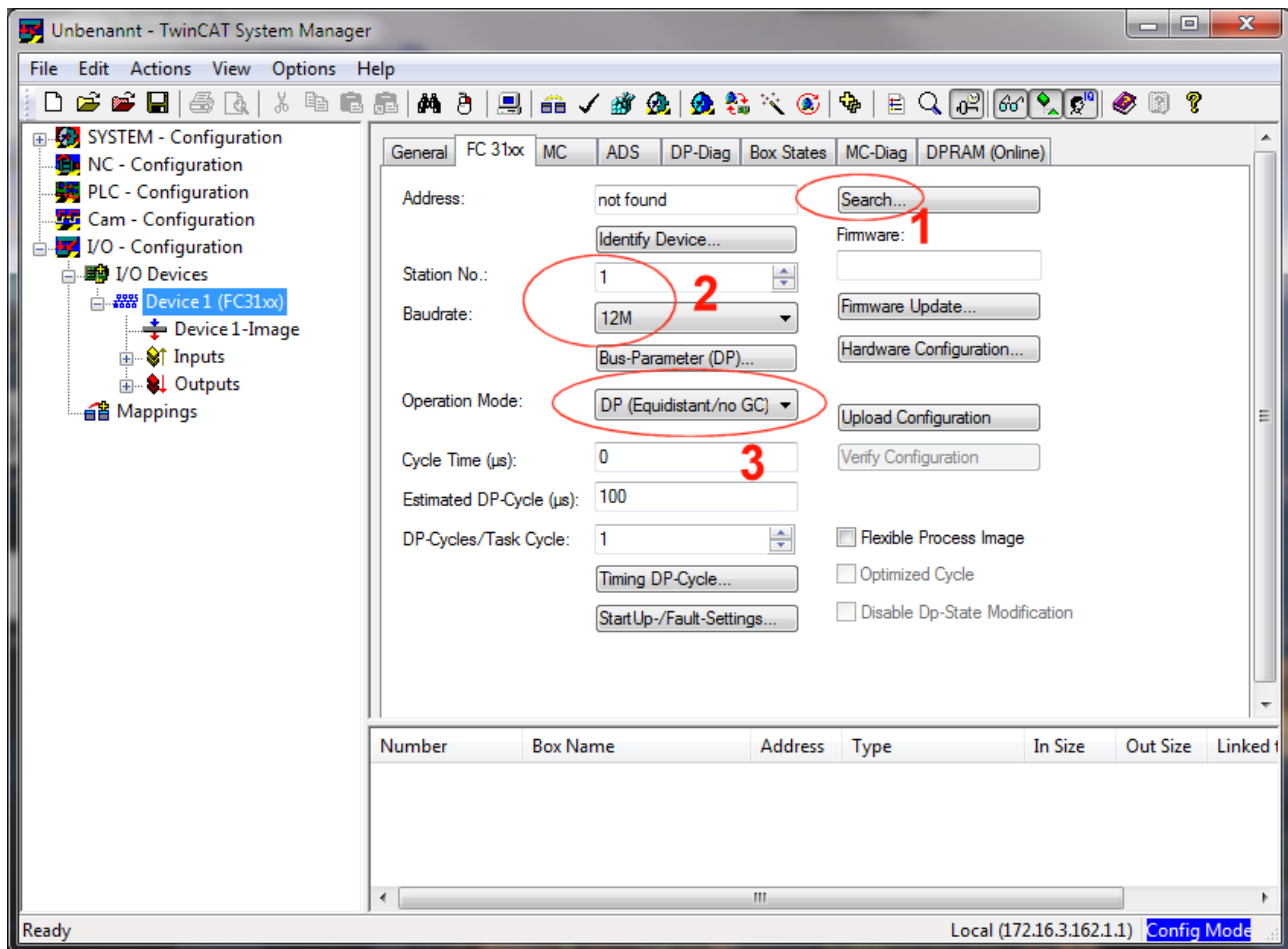 Unbenannt - TwinCAT System Manager
File Edit Actions View Options Help
SYSTEM - Configuration
NC - Configuration
PLC - Configuration
Cam - Configuration
I/O - Configuration
I/O Devices
Device 1 (FC31xx)
Device 1-Image
Inputs
Outputs
Mappings
General FC 31xx MC ADS DP-Diag Box States MC-Diag DPRAM (Online)
Address: not found Search...
1
Identify Device... Firmware:
Station No.: 1
2
Baudrate: 12M Firmware Update...
Bus-Parameter (DP)... Hardware Configuration...
Operation Mode: DP (Equidistant/no GC) Upload Configuration
3
Cycle Time (µs): 0 Verify Configuration
Estimated DP-Cycle (µs): 100
DP-Cycles/Task Cycle: 1 Flexible Process Image
Timing DP-Cycle... Optimized Cycle
StartUp-/Fault-Settings... Disable Dp-State Modification
Number Box Name Address Type In Size Out Size Linked
Ready Local (172.16.3.162.1.1) Config Mode